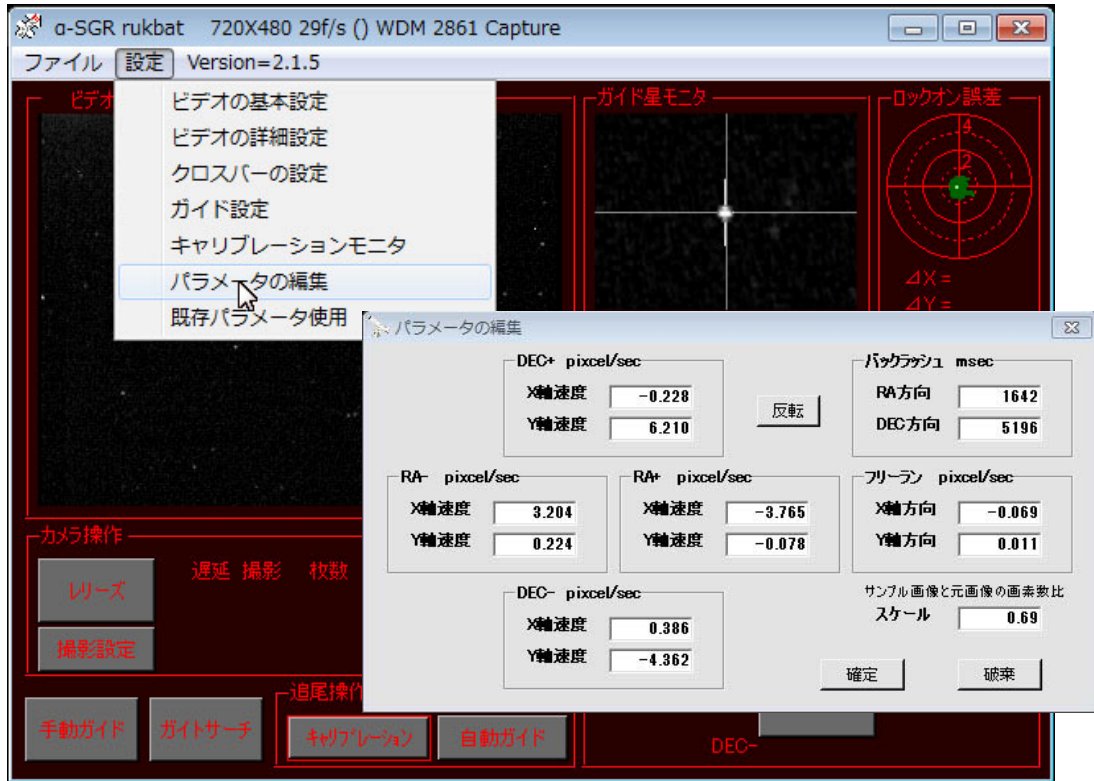 α-SGR rukbat 720X480 29f/s () WDM 2861 Capture
ファイル 設定 Version=2.1.5
ビデオ
ビデオの基本設定
ビデオの詳細設定
クロスバーの設定
ガイド設定
キャリブレーションモニタ
パラメータの編集
既存パラメータ使用
ガイド星モニタ
ロックオン誤差
4
2
⊿X=
⊿Y=
パラメータの編集
DEC+ pixcel/sec
X軸速度 -0.228
Y軸速度 6.210
反転
バックラッシュ msec
RA方向 1642
DEC方向 5196
RA- pixcel/sec
X軸速度 3.204
Y軸速度 0.224
RA+ pixcel/sec
X軸速度 -3.765
Y軸速度 -0.078
フリーラン pixcel/sec
X軸方向 -0.069
Y軸方向 0.011
DEC- pixcel/sec
X軸速度 0.386
Y軸速度 -4.362
サンプル画像と元画像の画素数比
スケール 0.69
確定 破棄
カメラ操作
レリーズ
遅延 撮影 枚数
撮影設定
手動ガイド
ガイトサーチ
追尾操作
キャリブレーション
自動ガイド
DEC-